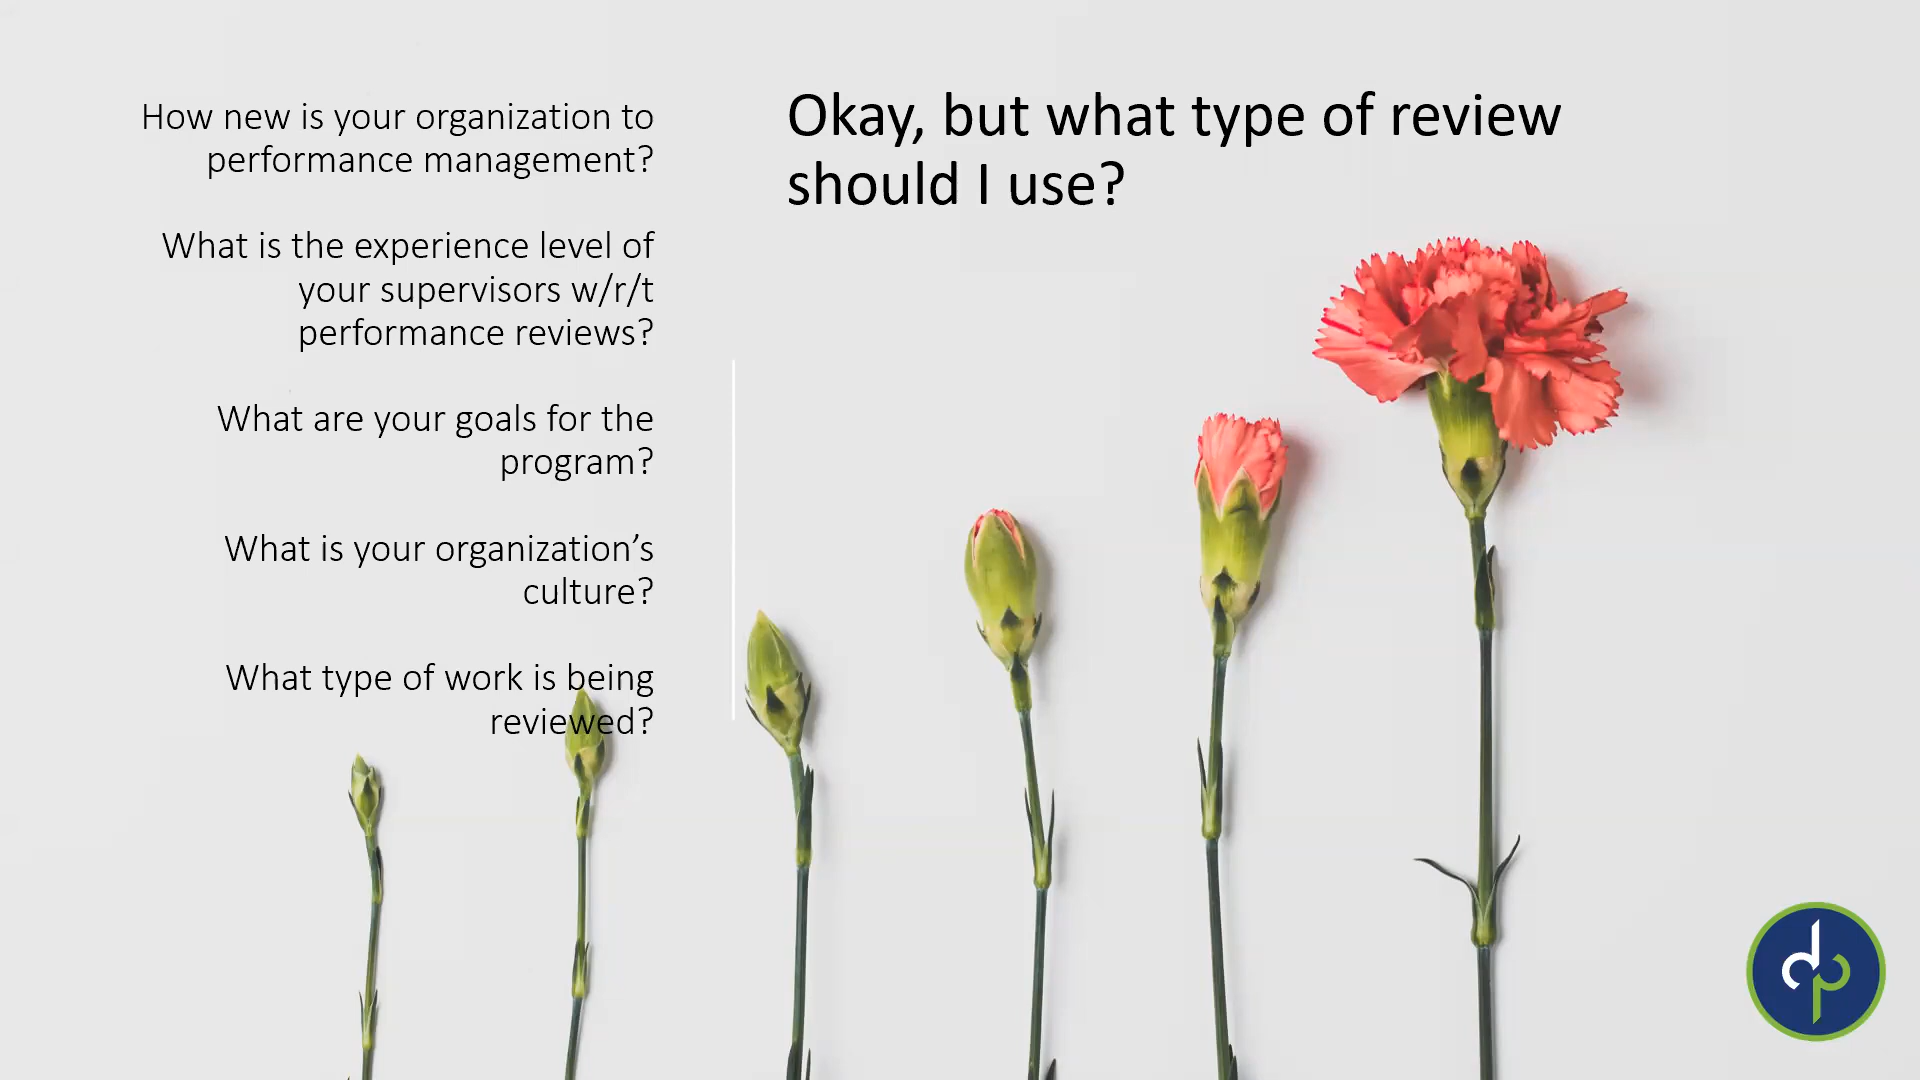 How new is your organization to
performance management?
What is the experience level of
your supervisors w/r/t
performance reviews?
What are your goals for the
program?
What is your organization’s
culture?
What type of work is being
reviewed?
Okay, but what type of review
should I use?
dp